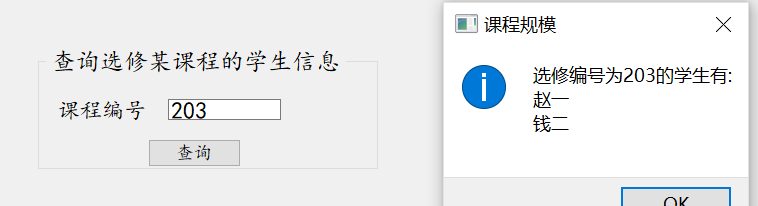 查询选修某课程的学生信息
课程编号 203
查询
课程规模
选修编号为203的学生有:
赵一
钱二
OK